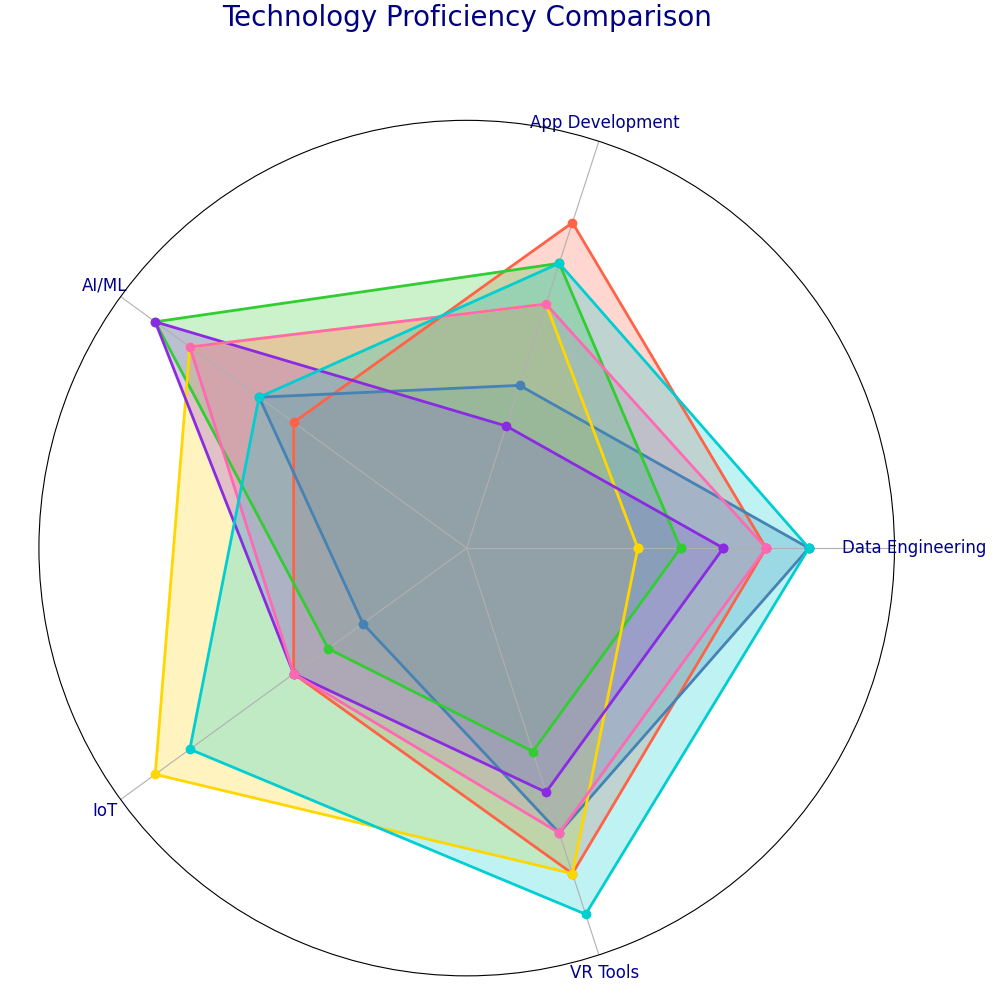 Technology Proficiency Comparison
App Development
AI/ML
Data Engineering
IoT
VR Tools